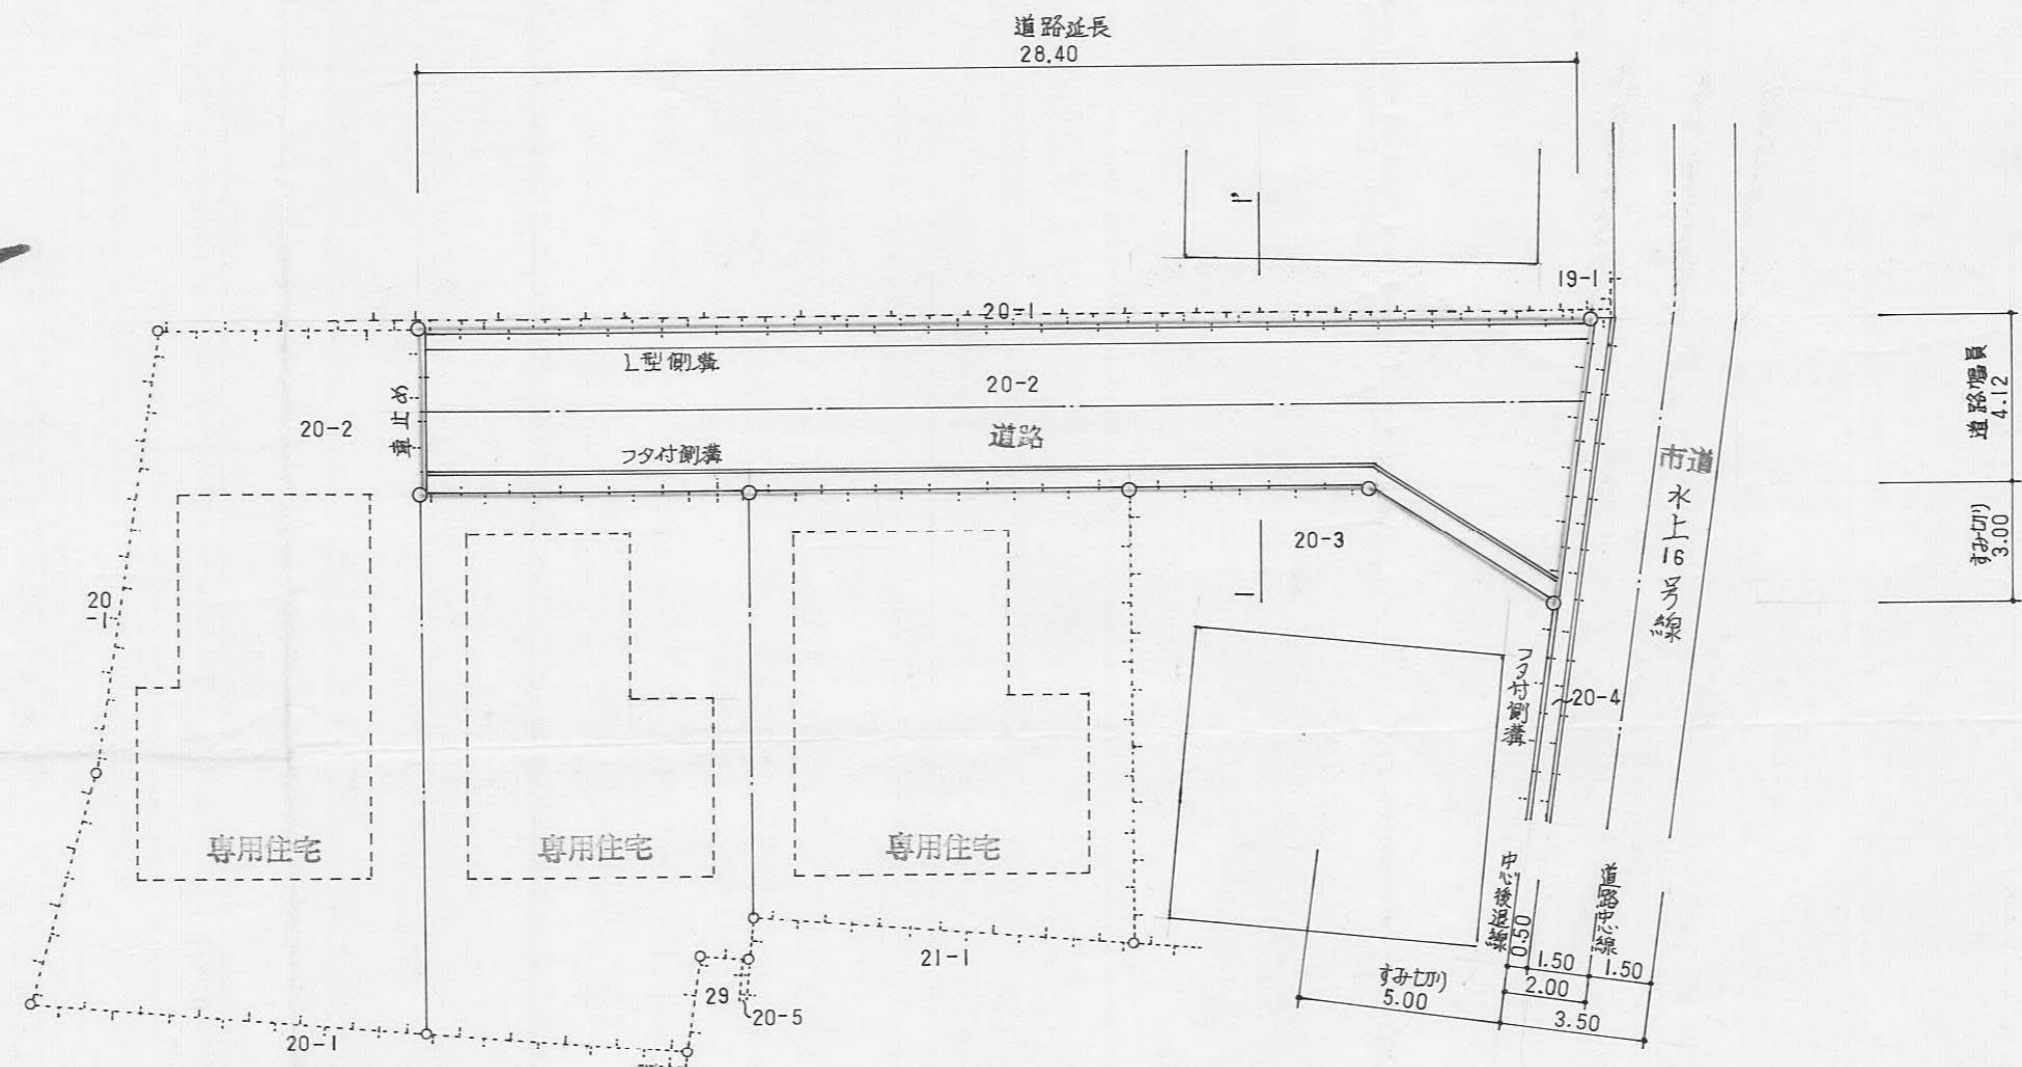 道路延長
28.40
19-1
20-1
L型側溝
20-2
道路幅員
4.12
車止め
20-2
道路
フタ付側溝
市道
水上16号線
すみ切り
3.00
20-3
20
-1
フタ付側溝
20-4
専用住宅
専用住宅
専用住宅
中心後退線
道路中心線
0.50
1.50
1.50
2.00
3.50
すみ切り
5.00
21-1
29
20-5
20-1